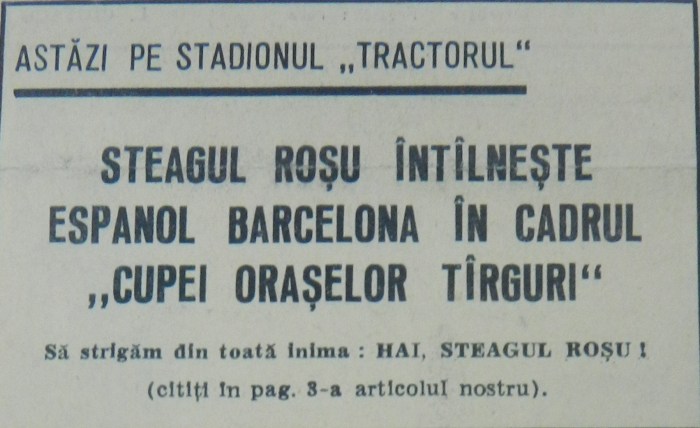 ASTĂZI PE STADIONUL „TRACTORUL“
STEAGUL ROȘU ÎNTÎLNEȘTE
ESPANOL BARCELONA ÎN CADRUL
„CUPEI ORAȘELOR TÎRGURI“
Să strigăm din toată inima : HAI, STEAGUL ROȘU !
(citiți în pag. 3-a articolul nostru).